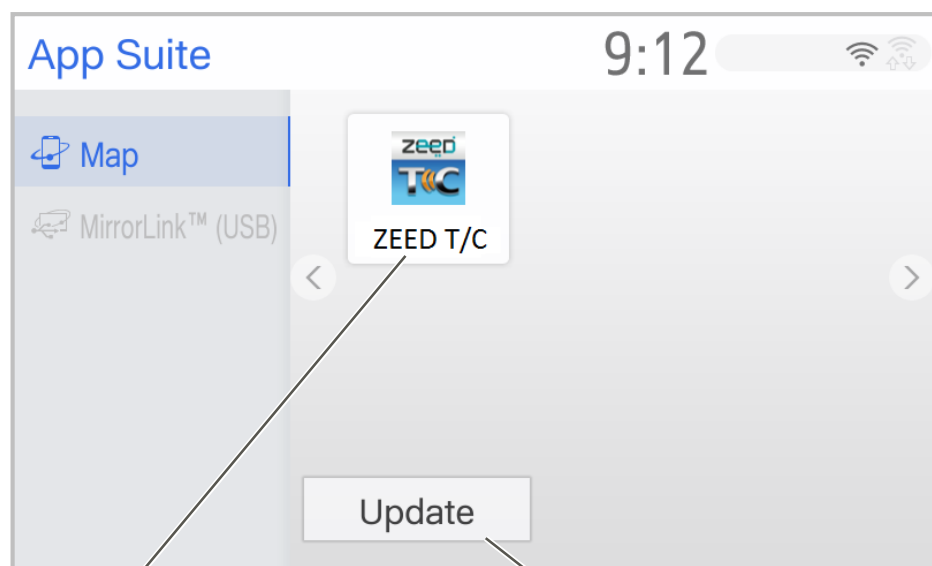 App Suite
9:12
Map
MirrorLink™ (USB)
zeed
T/C
ZEED T/C
Update